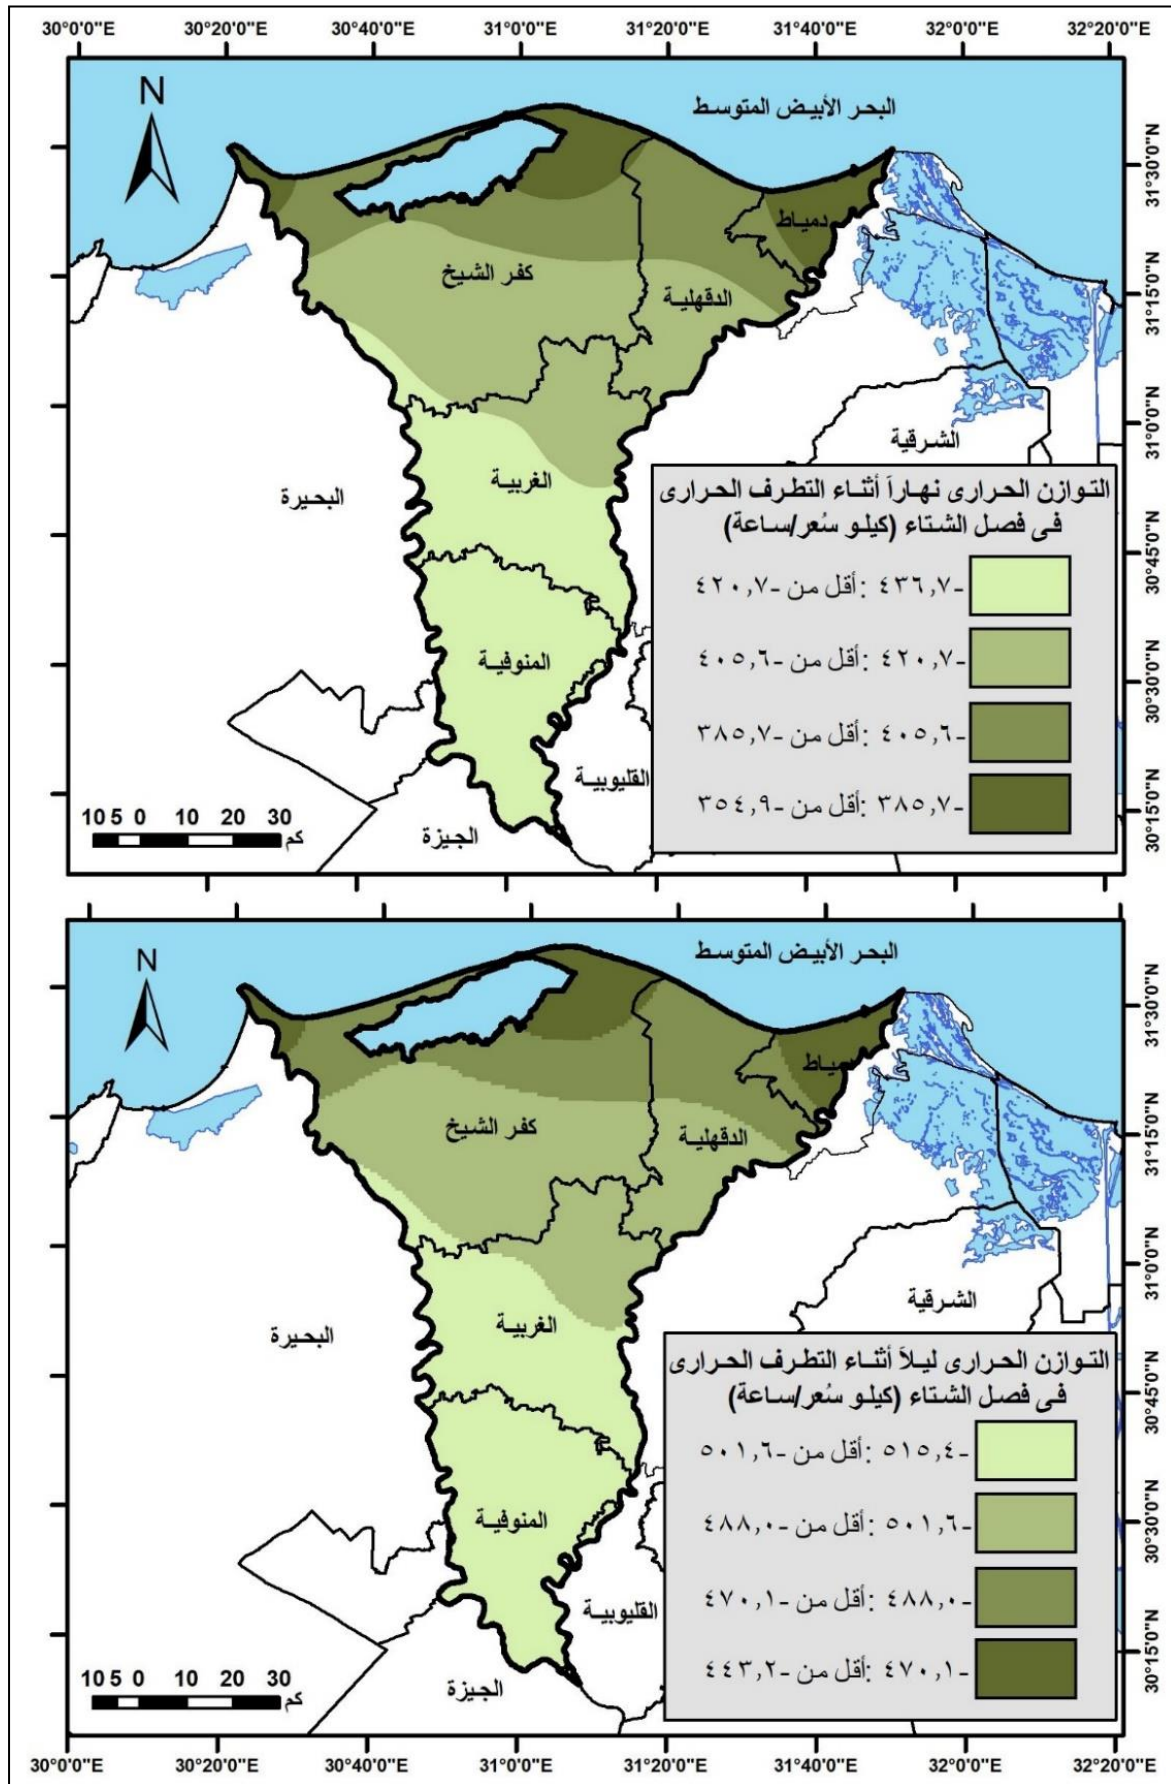 30°0'0"E 30°20'0"E 30°40'0"E 31°0'0"E 31°20'0"E 31°40'0"E 32°0'0"E 32°20'0"E
N
البحر الأبيض المتوسط
31°30'0"N
دمياط
كفر الشيخ
الدقهلية
31°15'0"N
31°0'0"N
الشرقية
الغربية
البحيرة
التوازن الحرارى نهاراً أثناء التطرف الحرارى
فى فصل الشتاء (كيلو سُعر/ساعة)
30°45'0"N
-٤٣٦,٧ :أقل من -٤٢٠,٧
-٤٢٠,٧ :أقل من -٤٠٥,٦
المنوفية
30°30'0"N
-٤٠٥,٦ :أقل من -٣٨٥,٧
القليوبية
-٣٨٥,٧ :أقل من -٣٥٤,٩
30°15'0"N
10 5 0 10 20 30
كم
الجيزة
N
البحر الأبيض المتوسط
31°30'0"N
دمياط
كفر الشيخ
الدقهلية
31°15'0"N
31°0'0"N
الشرقية
الغربية
البحيرة
التوازن الحرارى ليلاً أثناء التطرف الحرارى
فى فصل الشتاء (كيلو سُعر/ساعة)
30°45'0"N
-٥١٥,٤ :أقل من -٥٠١,٦
-٥٠١,٦ :أقل من -٤٨٨,٠
المنوفية
30°30'0"N
-٤٨٨,٠ :أقل من -٤٧٠,١
القليوبية
-٤٧٠,١ :أقل من -٤٤٣,٢
30°15'0"N
10 5 0 10 20 30
كم
الجيزة
30°0'0"E 30°20'0"E 30°40'0"E 31°0'0"E 31°20'0"E 31°40'0"E 32°0'0"E 32°20'0"E